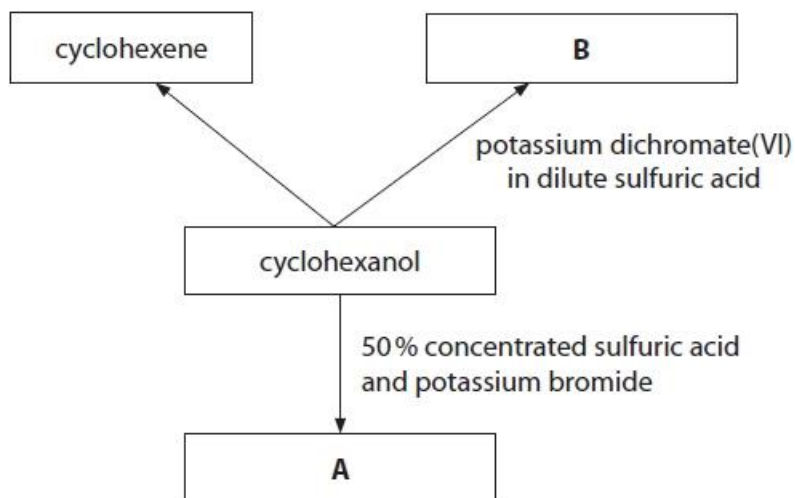 cyclohexene
B
potassium dichromate(VI)
in dilute sulfuric acid
cyclohexanol
50% concentrated sulfuric acid
and potassium bromide
A